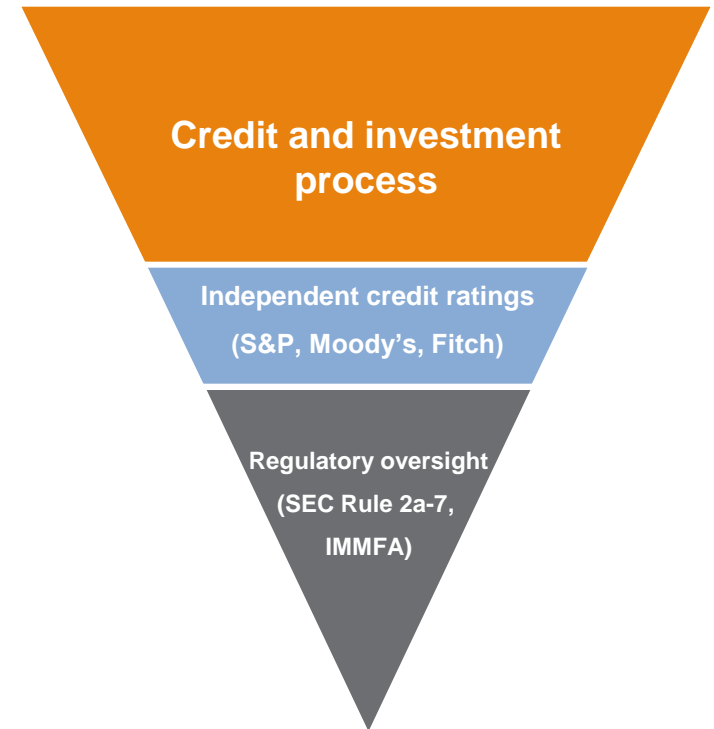 Credit and investment
process
Independent credit ratings
(S&P, Moody’s, Fitch)
Regulatory oversight
(SEC Rule 2a-7,
IMMFA)